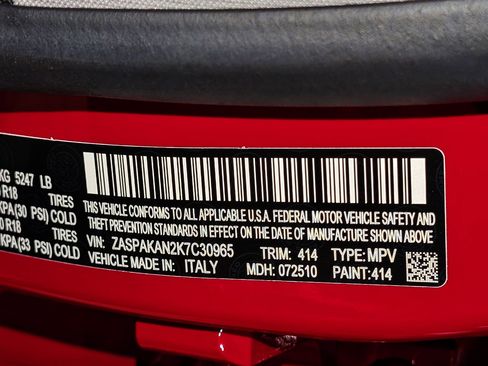 KG 5247 LB
R18 TIRES
KPA(30 PSI) COLD
R18 TIRES
KPA(33 PSI) COLD
THIS VEHICLE CONFORMS TO ALL APPLICABLE U.S.A. FEDERAL MOTOR VEHICLE SAFETY AND
THEFT PREVENTION STANDARDS IN EFFECT ON THE DATE OF MANUFACTURE SHOWN ABOVE.
VIN: ZASPAKAN2K7C30965 TRIM: 414 TYPE: MPV
VEHICLE MADE IN: ITALY MDH: 072510 PAINT: 414